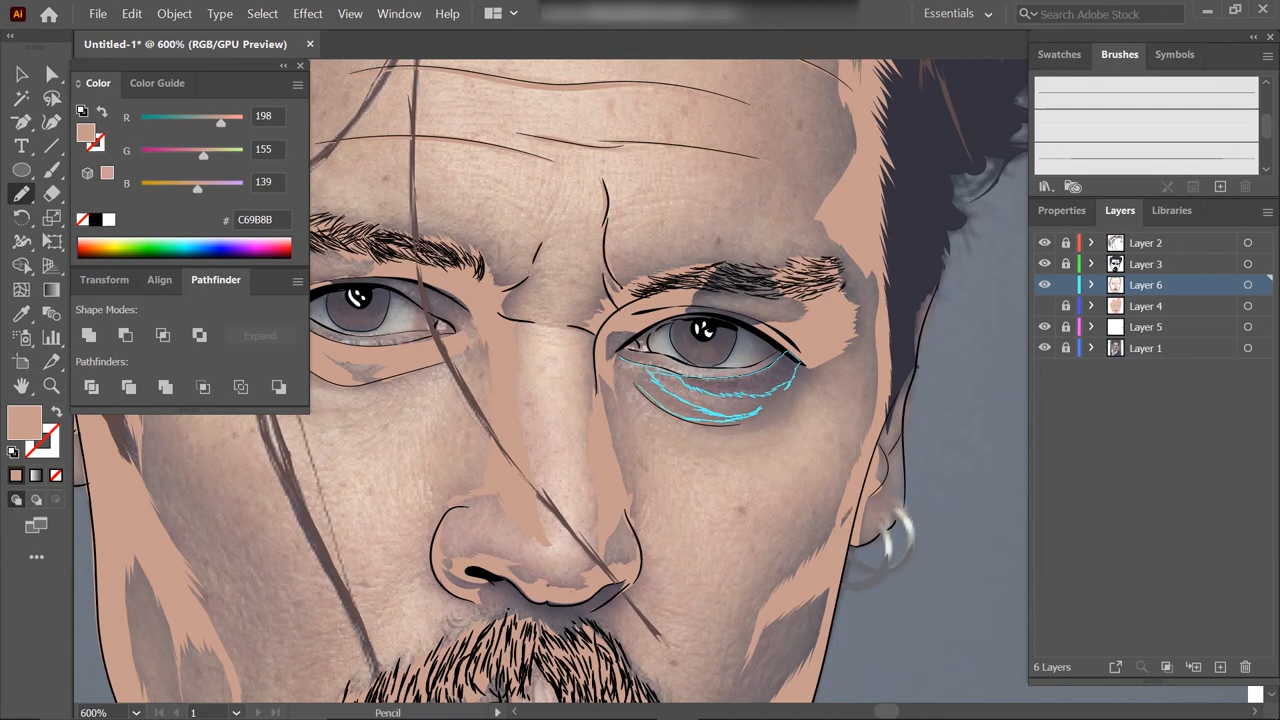 Ai File Edit Object Type Select Effect View Window Help Essentials Search Adobe Stock
Untitled-1* @ 600% (RGB/GPU Preview)
Color Color Guide
R 198
G 155
B 139
# C69B8B
Transform Align Pathfinder
Shape Modes:
Expand
Pathfinders:
Swatches Brushes Symbols
Properties Layers Libraries
Layer 2
Layer 3
Layer 6
Layer 4
Layer 5
Layer 1
6 Layers
600% 1 Pencil